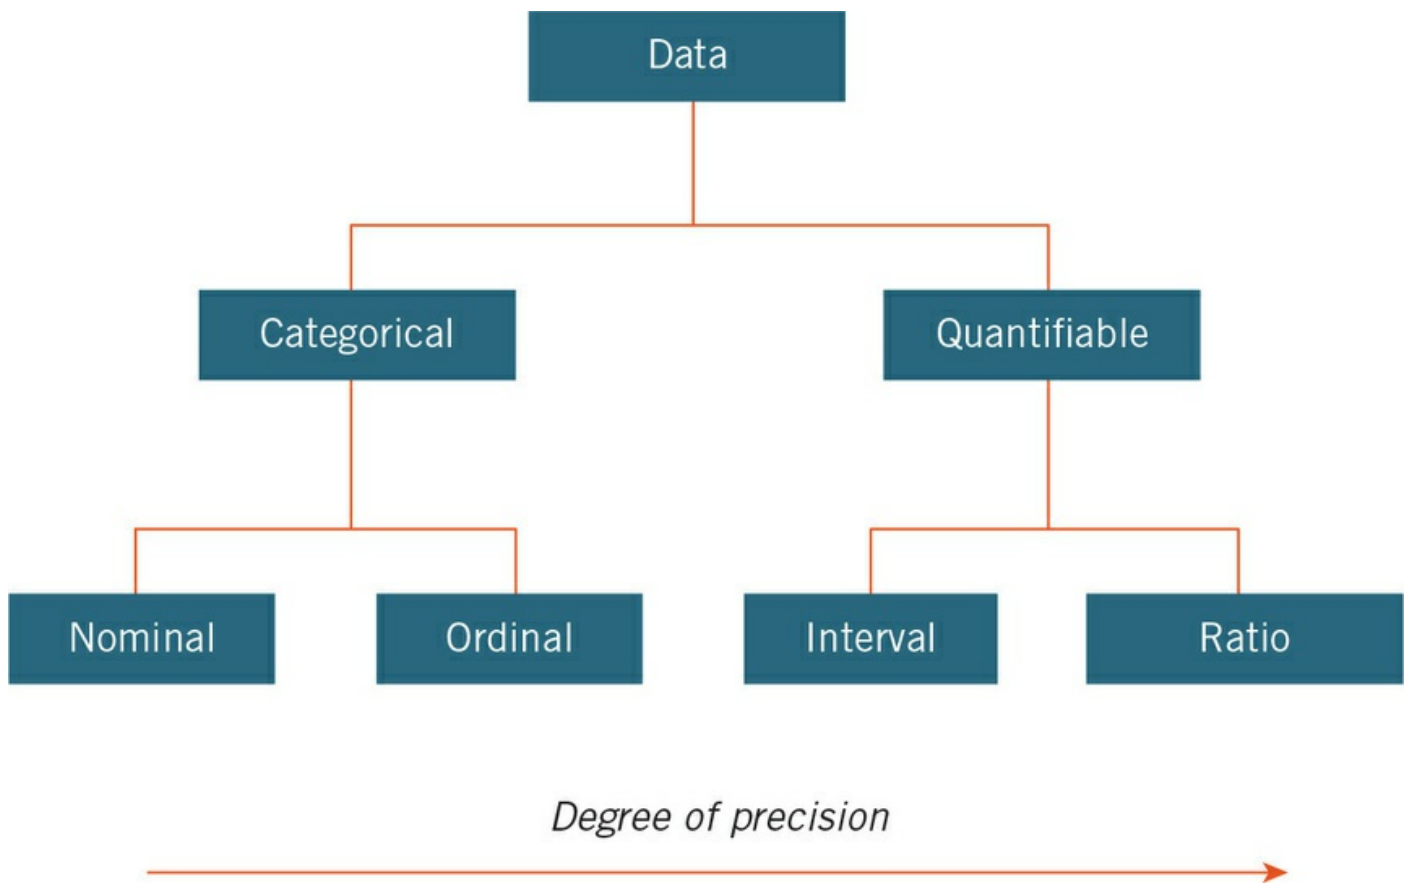 Data
Categorical
Quantifiable
Nominal
Ordinal
Interval
Ratio
Degree of precision